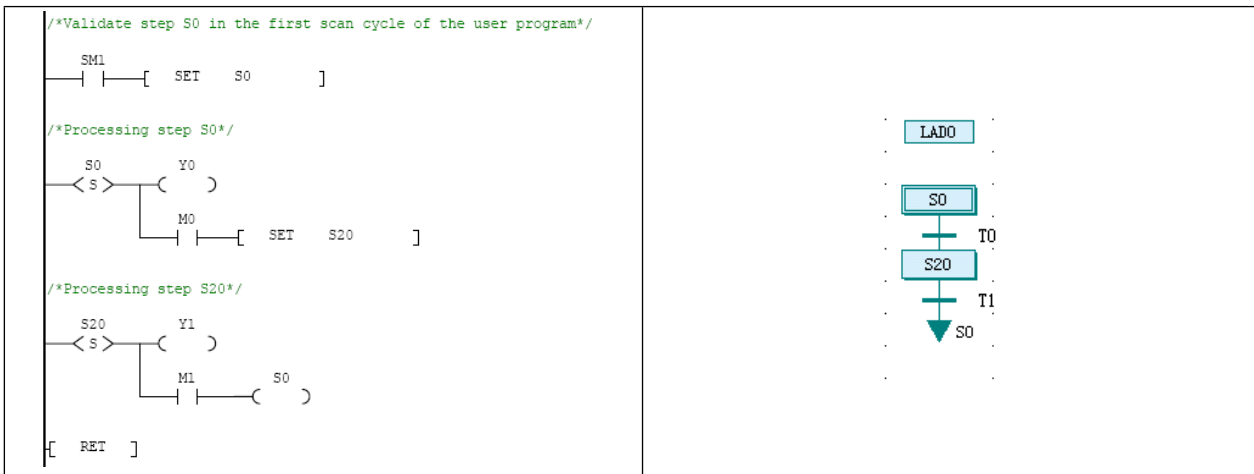 /*Validate step S0 in the first scan cycle of the user program*/
SM1
[ SET S0 ]
/*Processing step S0*/
S0 Y0
< S > ( )
M0
[ SET S20 ]
/*Processing step S20*/
S20 Y1
< S > ( )
M1 S0
( )
[ RET ]
LAD0
S0
T0
S20
T1
S0